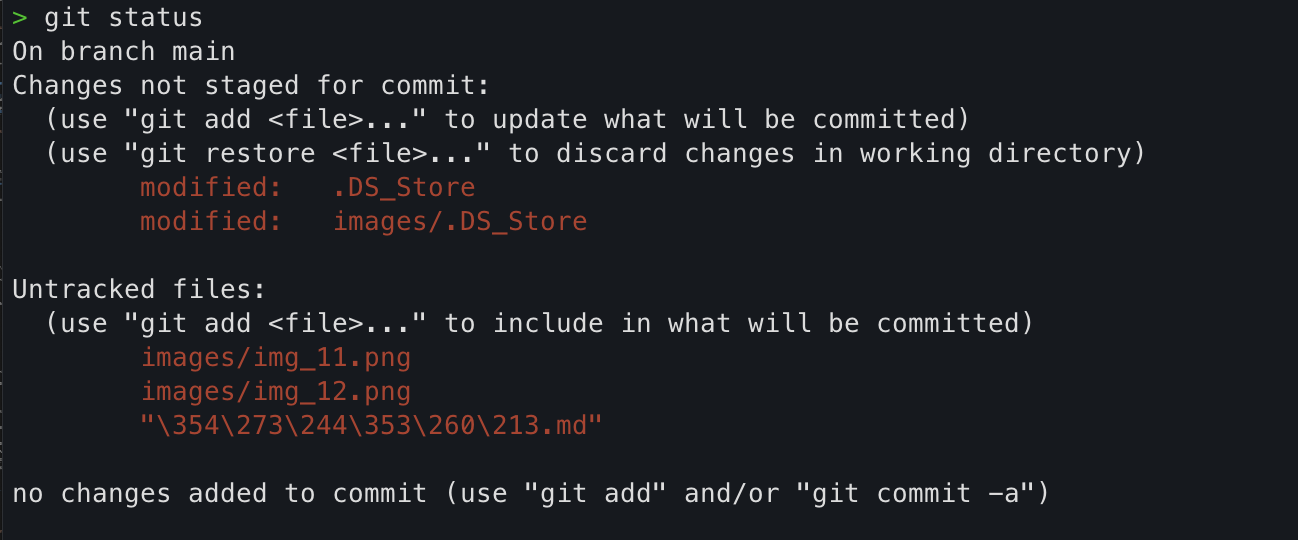 > git status
On branch main
Changes not staged for commit:
(use "git add <file>..." to update what will be committed)
(use "git restore <file>..." to discard changes in working directory)
modified: .DS_Store
modified: images/.DS_Store
Untracked files:
(use "git add <file>..." to include in what will be committed)
images/img_11.png
images/img_12.png
"\354\273\244\353\260\213.md"
no changes added to commit (use "git add" and/or "git commit -a")